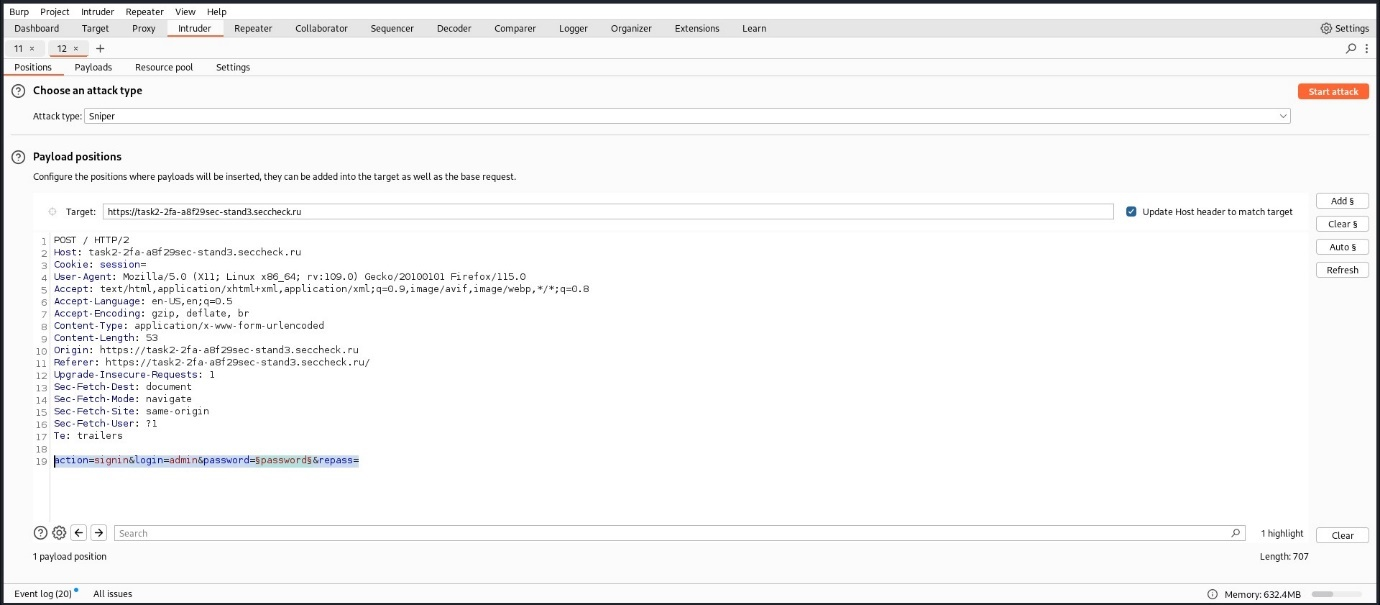 Burp Project Intruder Repeater View Help
Dashboard Target Proxy Intruder Repeater Collaborator Sequencer Decoder Comparer Logger Organizer Extensions Learn Settings
11 × 12 × +
Positions Payloads Resource pool Settings
? Choose an attack type Start attack
Attack type: Sniper
? Payload positions
Configure the positions where payloads will be inserted, they can be added into the target as well as the base request.
Target: https://task2-2fa-a8f29sec-stand3.seccheck.ru Update Host header to match target
Add §
Clear §
Auto §
Refresh
1 POST / HTTP/2
2 Host: task2-2fa-a8f29sec-stand3.seccheck.ru
3 Cookie: session=
4 User-Agent: Mozilla/5.0 (X11; Linux x86_64; rv:109.0) Gecko/20100101 Firefox/115.0
5 Accept: text/html,application/xhtml+xml,application/xml;q=0.9,image/avif,image/webp,*/*;q=0.8
6 Accept-Language: en-US,en;q=0.5
7 Accept-Encoding: gzip, deflate, br
8 Content-Type: application/x-www-form-urlencoded
9 Content-Length: 53
10 Origin: https://task2-2fa-a8f29sec-stand3.seccheck.ru
11 Referer: https://task2-2fa-a8f29sec-stand3.seccheck.ru/
12 Upgrade-Insecure-Requests: 1
13 Sec-Fetch-Dest: document
14 Sec-Fetch-Mode: navigate
15 Sec-Fetch-Site: same-origin
16 Sec-Fetch-User: ?1
17 Te: trailers
18
19 action=signin&login=admin&password=§password§&repass=
? Search 1 highlight Clear
1 payload position Length: 707
Event log (20) All issues Memory: 632.4MB